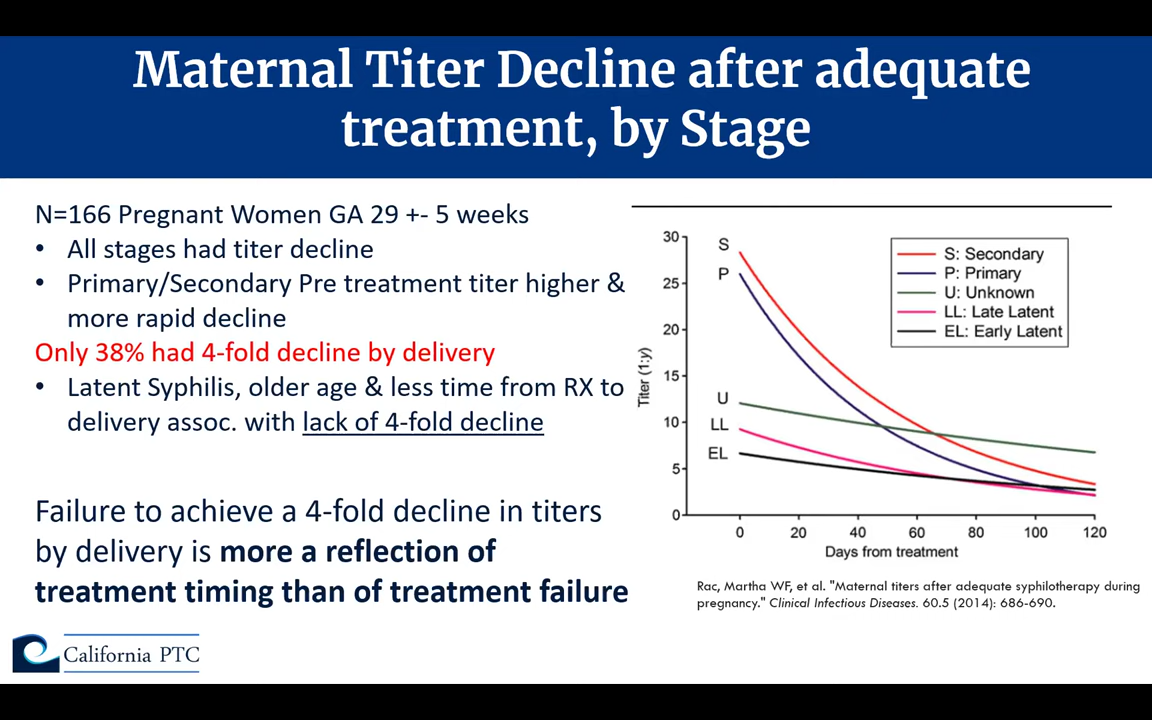 Maternal Titer Decline after adequate
treatment, by Stage
N=166 Pregnant Women GA 29 +- 5 weeks
• All stages had titer decline
• Primary/Secondary Pre treatment titer higher &
more rapid decline
Only 38% had 4-fold decline by delivery
• Latent Syphilis, older age & less time from RX to
delivery assoc. with lack of 4-fold decline
Failure to achieve a 4-fold decline in titers
by delivery is more a reflection of
treatment timing than of treatment failure
California PTC
Titer (1:y)
30
25
20
15
10
5
0
S
P
U
LL
EL
S: Secondary
P: Primary
U: Unknown
LL: Late Latent
EL: Early Latent
0 20 40 60 80 100 120
Days from treatment
Rac, Martha WF, et al. "Maternal titers after adequate syphilotherapy during
pregnancy." Clinical Infectious Diseases. 60.5 (2014): 686-690.